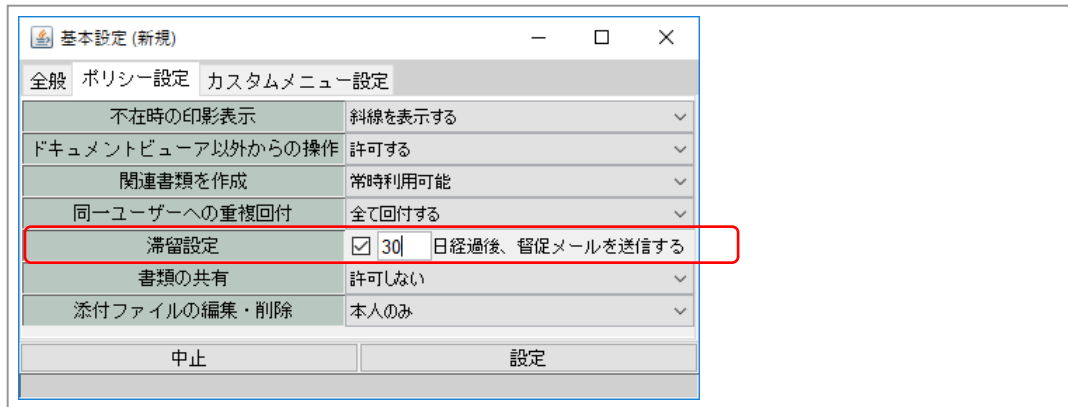 基本設定 (新規)
全般 ポリシー設定 カスタムメニュー設定
不在時の印影表示 斜線を表示する
ドキュメントビューア以外からの操作 許可する
関連書類を作成 常時利用可能
同一ユーザーへの重複回付 全て回付する
滞留設定 30 日経過後、督促メールを送信する
書類の共有 許可しない
添付ファイルの編集・削除 本人のみ
中止 設定